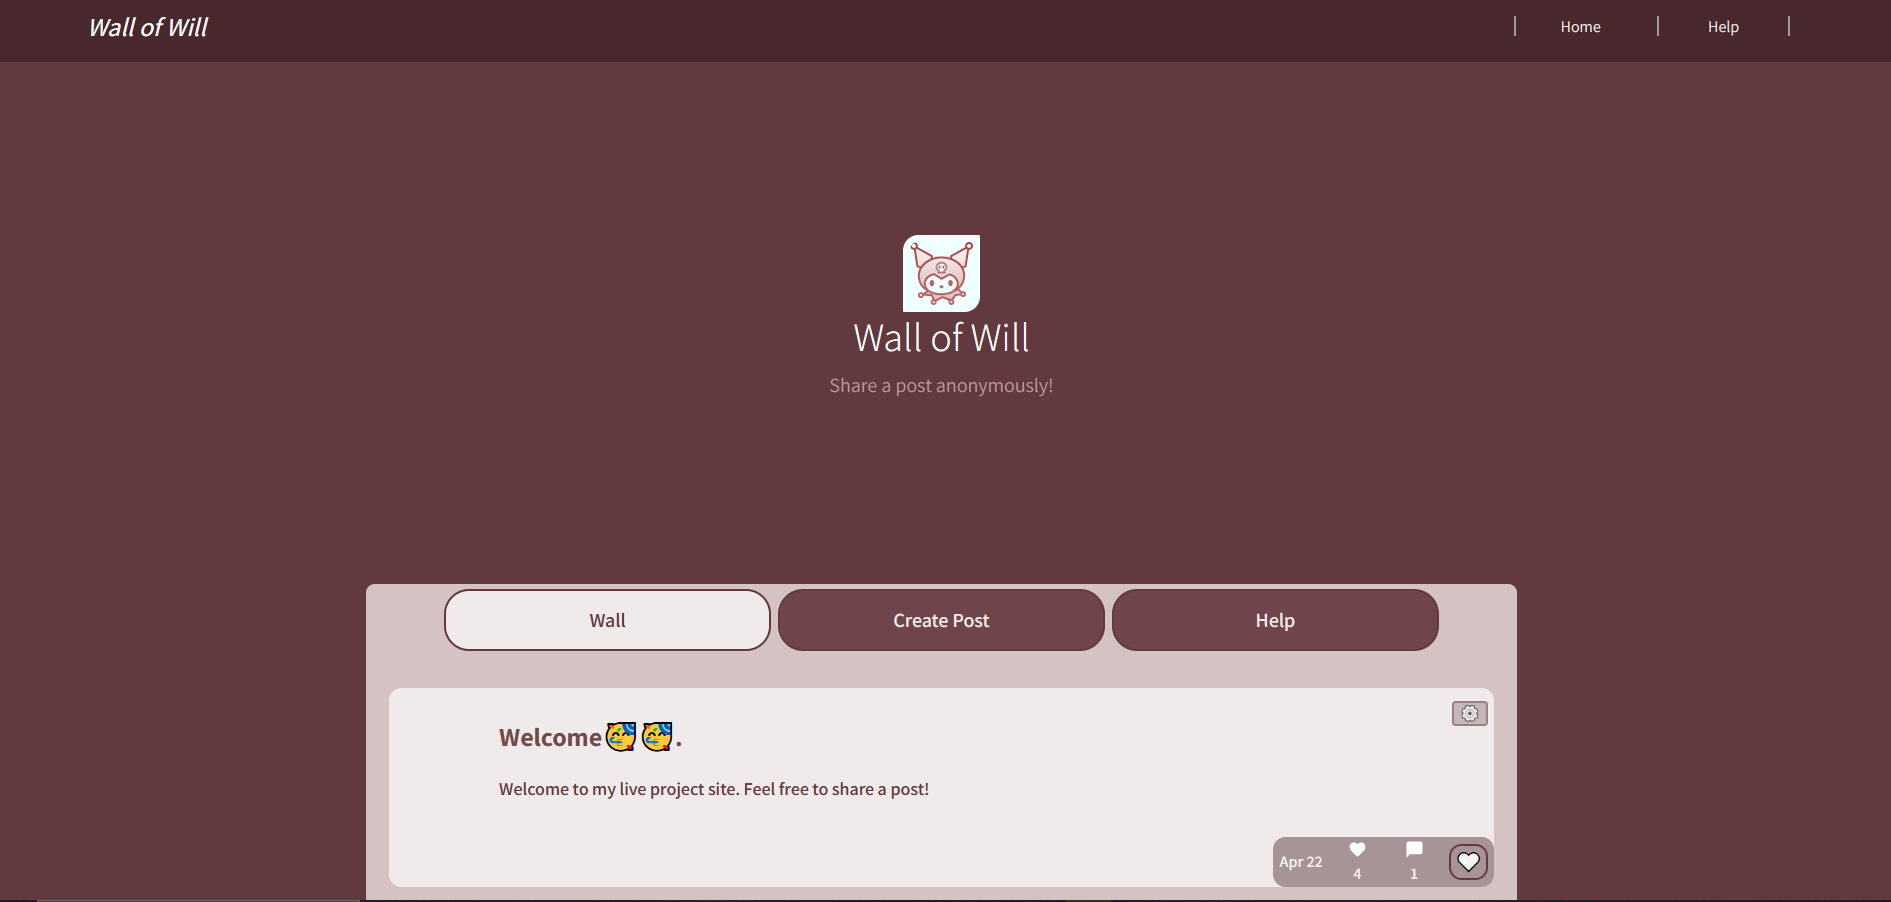 Wall of Will
Home
Help
Wall of Will
Share a post anonymously!
Wall
Create Post
Help
Welcome🥳🥳.
Welcome to my live project site. Feel free to share a post!
Apr 22
4
1